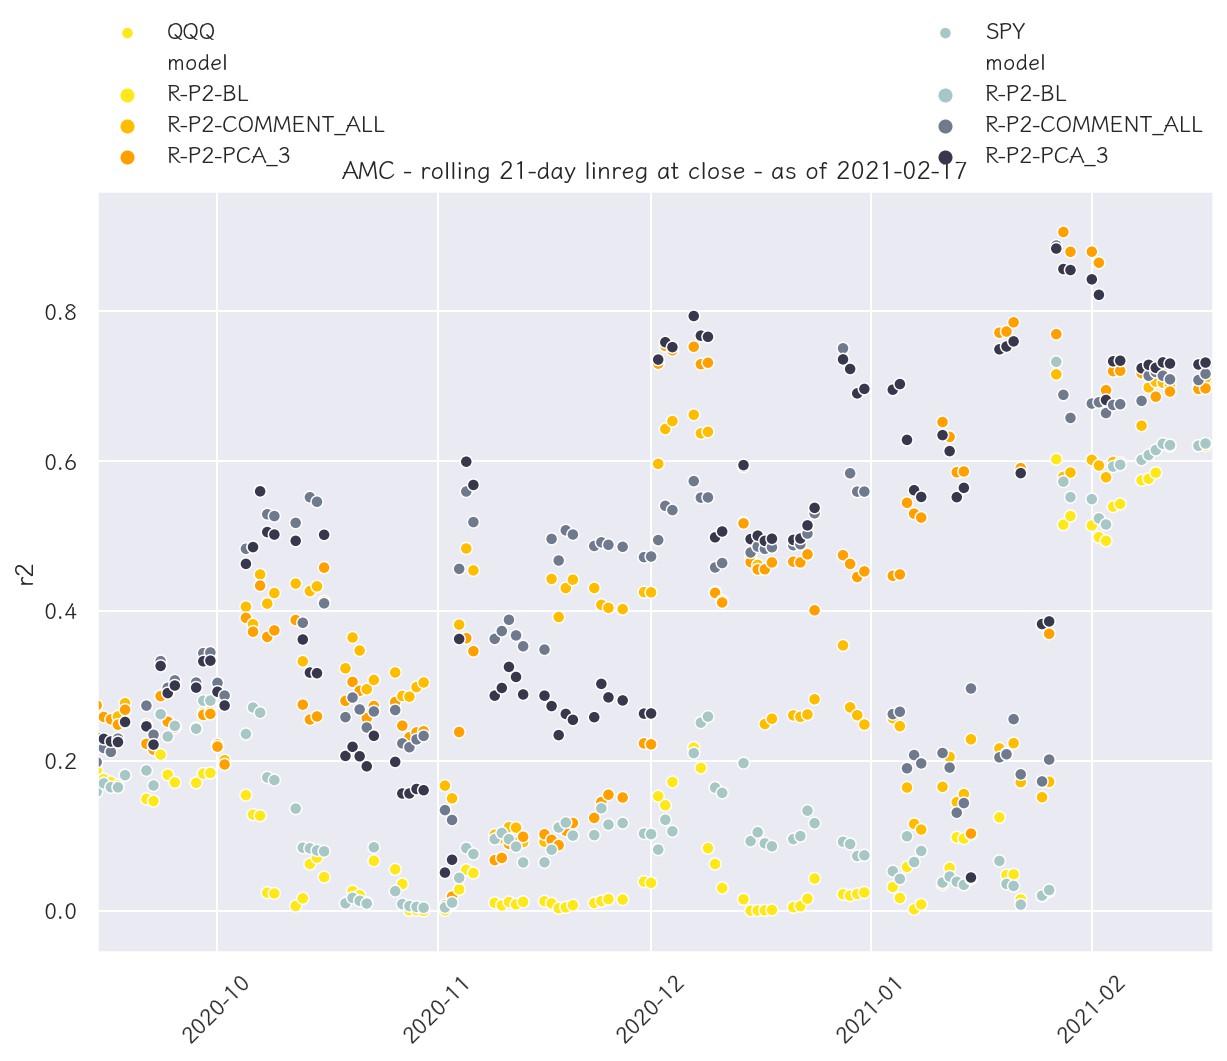 QQQ
model
R-P2-BL
R-P2-COMMENT_ALL
R-P2-PCA_3
SPY
model
R-P2-BL
R-P2-COMMENT_ALL
R-P2-PCA_3
AMC - rolling 21-day linreg at close - as of 2021-02-17
r2
0.8
0.6
0.4
0.2
0.0
2020-10
2020-11
2020-12
2021-01
2021-02